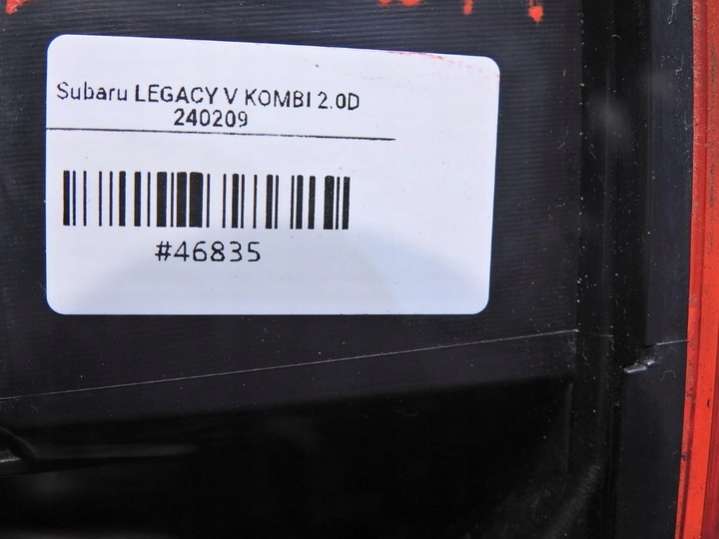 Subaru LEGACY V KOMBI 2.0D
240209
#46835